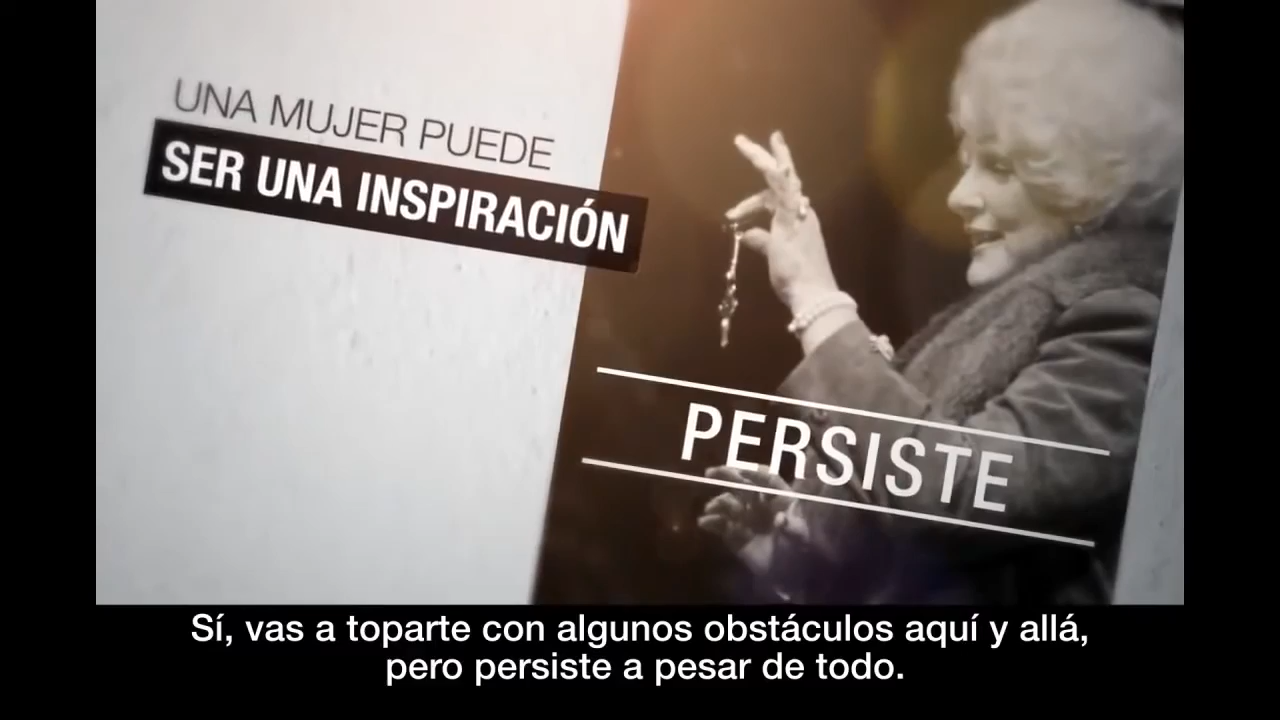 UNA MUJER PUEDE
SER UNA INSPIRACIÓN
PERSISTE
Sí, vas a toparte con algunos obstáculos aquí y allá,
pero persiste a pesar de todo.